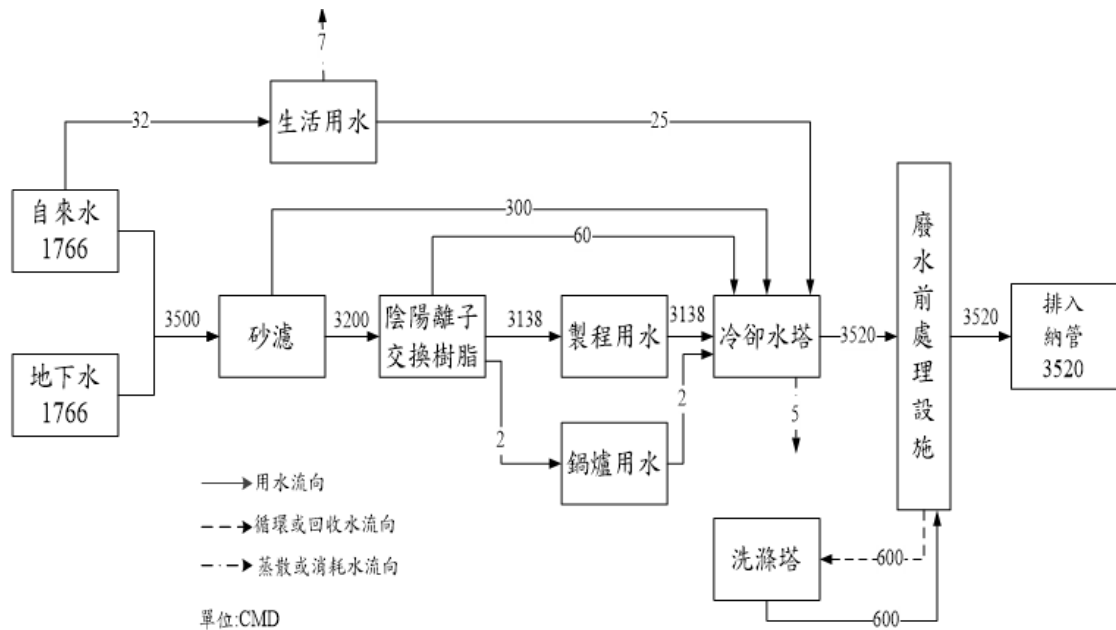 7
32
生活用水
25
自來水
1766
300
60
3500
砂濾
3200
陰陽離子
交換樹脂
3138
製程用水
3138
冷卻水塔
3520
廢水前處理設施
3520
排入
納管
3520
地下水
1766
2
鍋爐用水
2
5
用水流向
循環或回收水流向
蒸散或消耗水流向
洗滌塔
600
600
單位:CMD